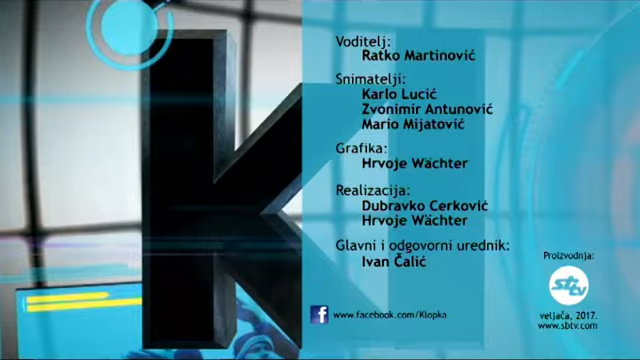 Voditelj:
Ratko Martinović
Snimatelji:
Karlo Lucić
Zvonimir Antunović
Mario Mijatović
Grafika:
Hrvoje Wächter
Realizacija:
Dubravko Cerković
Hrvoje Wächter
Glavni i odgovorni urednik:
Ivan Čalić
f www.facebook.com/Klopka
Proizvodnja:
sbtv
veljača, 2017.
www.sbtv.com
K